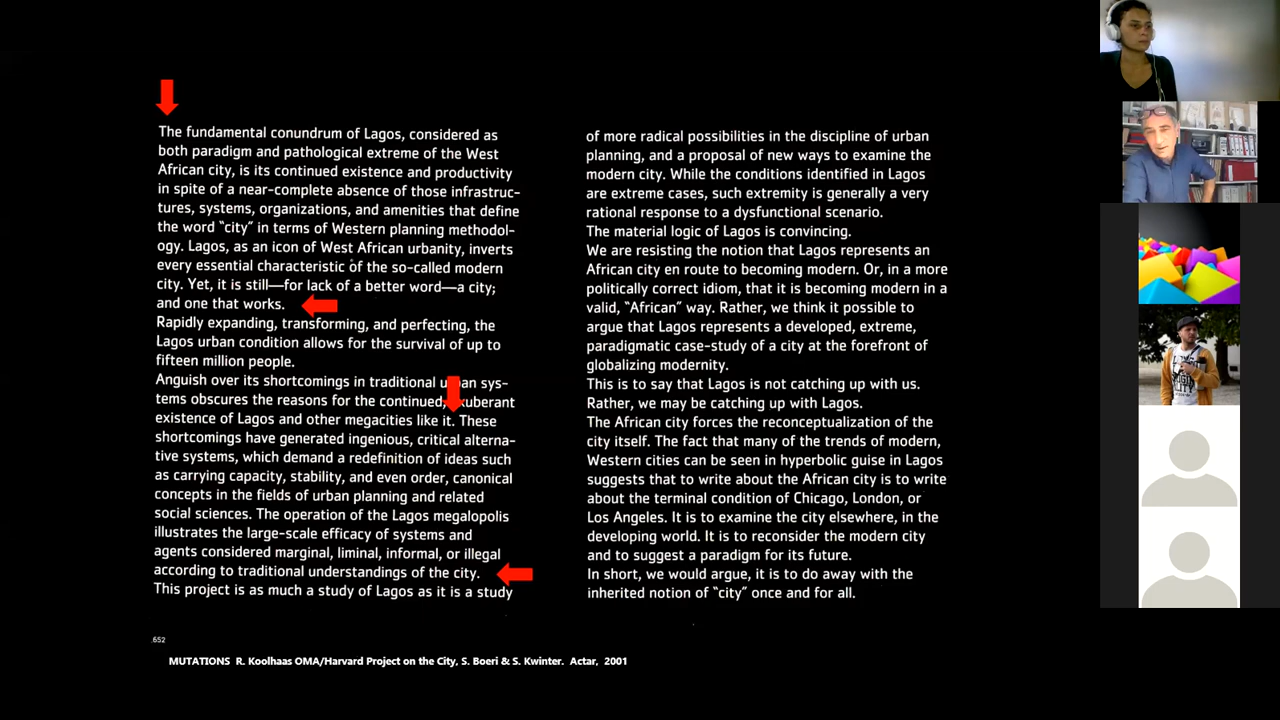 The fundamental conundrum of Lagos, considered as
both paradigm and pathological extreme of the West
African city, is its continued existence and productivity
in spite of a near-complete absence of those infrastruc-
tures, systems, organizations, and amenities that define
the word “city” in terms of Western planning methodol-
ogy. Lagos, as an icon of West African urbanity, inverts
every essential characteristic of the so-called modern
city. Yet, it is still—for lack of a better word—a city;
and one that works.
Rapidly expanding, transforming, and perfecting, the
Lagos urban condition allows for the survival of up to
fifteen million people.
Anguish over its shortcomings in traditional urban sys-
tems obscures the reasons for the continued, exuberant
existence of Lagos and other megacities like it. These
shortcomings have generated ingenious, critical alterna-
tive systems, which demand a redefinition of ideas such
as carrying capacity, stability, and even order, canonical
concepts in the fields of urban planning and related
social sciences. The operation of the Lagos megalopolis
illustrates the large-scale efficacy of systems and
agents considered marginal, liminal, informal, or illegal
according to traditional understandings of the city.
This project is as much a study of Lagos as it is a study
of more radical possibilities in the discipline of urban
planning, and a proposal of new ways to examine the
modern city. While the conditions identified in Lagos
are extreme cases, such extremity is generally a very
rational response to a dysfunctional scenario.
The material logic of Lagos is convincing.
We are resisting the notion that Lagos represents an
African city en route to becoming modern. Or, in a more
politically correct idiom, that it is becoming modern in a
valid, “African” way. Rather, we think it possible to
argue that Lagos represents a developed, extreme,
paradigmatic case-study of a city at the forefront of
globalizing modernity.
This is to say that Lagos is not catching up with us.
Rather, we may be catching up with Lagos.
The African city forces the reconceptualization of the
city itself. The fact that many of the trends of modern,
Western cities can be seen in hyperbolic guise in Lagos
suggests that to write about the African city is to write
about the terminal condition of Chicago, London, or
Los Angeles. It is to examine the city elsewhere, in the
developing world. It is to reconsider the modern city
and to suggest a paradigm for its future.
In short, we would argue, it is to do away with the
inherited notion of “city” once and for all.
.652
MUTATIONS R. Koolhaas OMA/Harvard Project on the City, S. Boeri & S. Kwinter. Actar, 2001